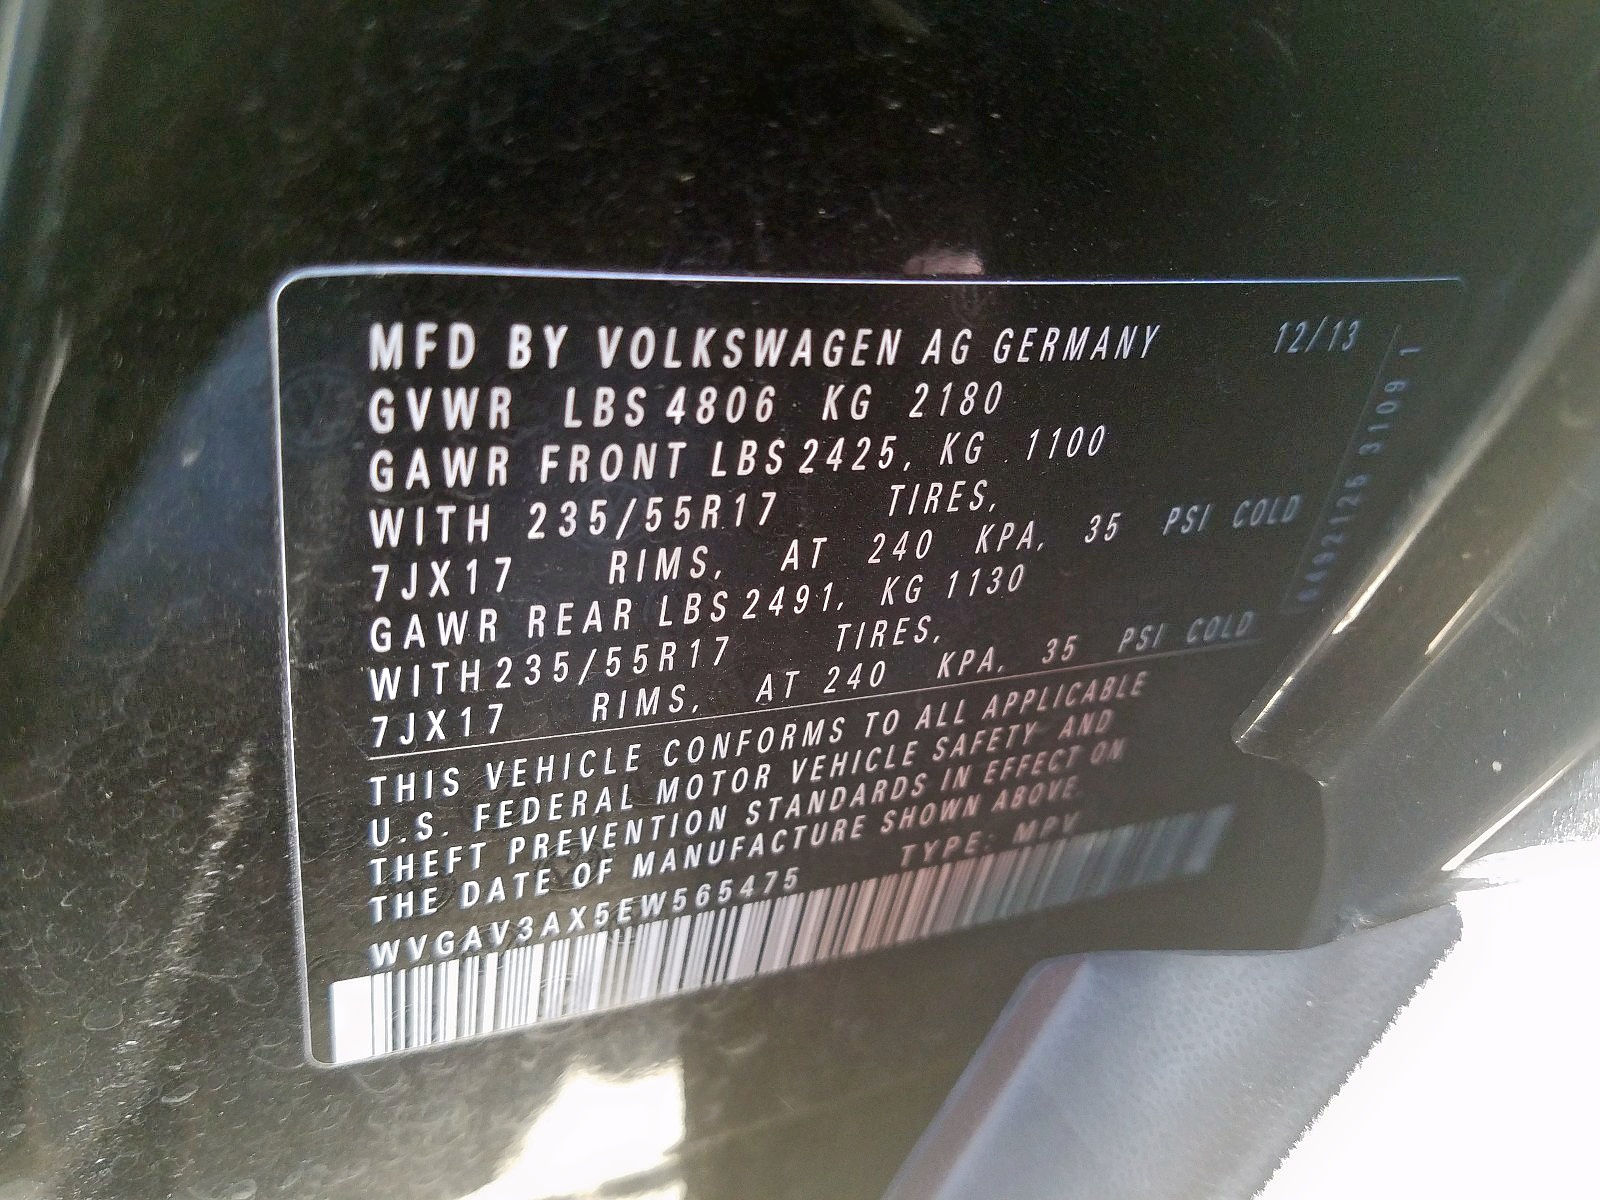 MFD BY VOLKSWAGEN AG GERMANY 12/13
GVWR LBS 4806 KG 2180
GAWR FRONT LBS 2425, KG 1100
WITH 235/55R17 TIRES,
7JX17 RIMS, AT 240 KPA, 35 PSI COLD
GAWR REAR LBS 2491, KG 1130
WITH 235/55R17 TIRES,
7JX17 RIMS, AT 240 KPA, 35 PSI COLD
THIS VEHICLE CONFORMS TO ALL APPLICABLE
U.S. FEDERAL MOTOR VEHICLE SAFETY AND
THEFT PREVENTION STANDARDS IN EFFECT ON
THE DATE OF MANUFACTURE SHOWN ABOVE.
WVGAV3AX5EW565475 TYPE: MPV
3109 1